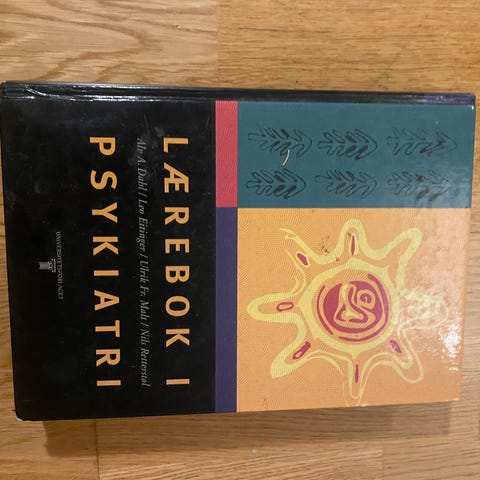 LÆREBOK I
PSYKIATRI
Alv A. Dahl / Leo Eitinger / Ulrik Fr. Malt / Nils Retterstøl
UNIVERSITETSFORLAGET